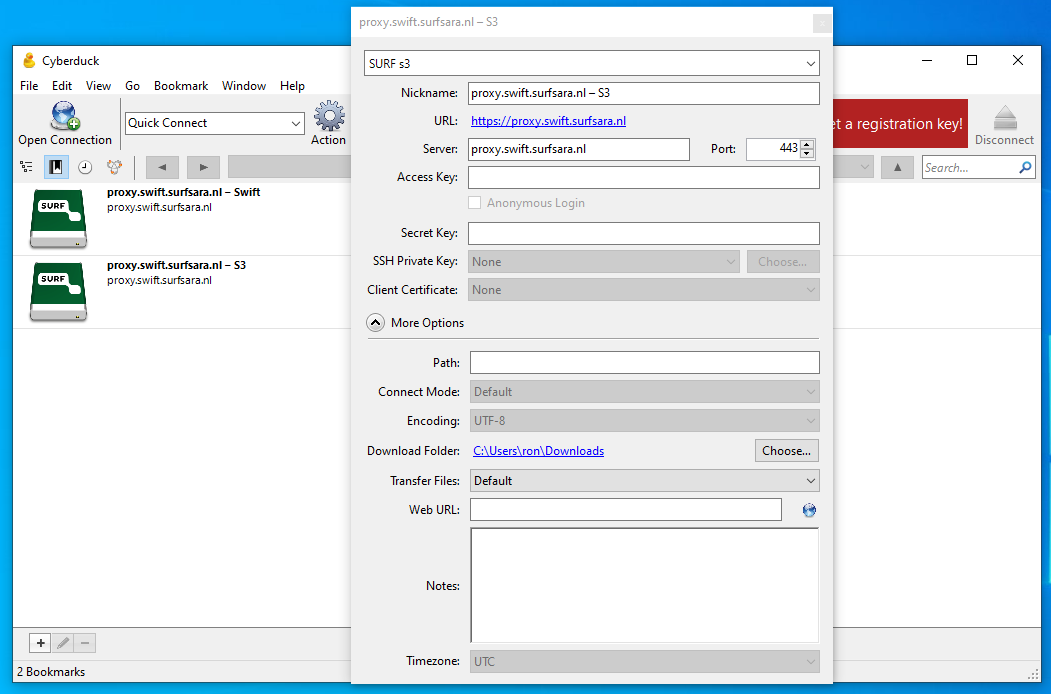 proxy.swift.surfsara.nl – S3
Cyberduck
File Edit View Go Bookmark Window Help
Open Connection
Quick Connect
Action
et a registration key!
Disconnect
Search...
SURF
proxy.swift.surfsara.nl – Swift
proxy.swift.surfsara.nl
SURF
proxy.swift.surfsara.nl – S3
proxy.swift.surfsara.nl
2 Bookmarks
SURF s3
Nickname: proxy.swift.surfsara.nl – S3
URL: https://proxy.swift.surfsara.nl
Server: proxy.swift.surfsara.nl Port: 443
Access Key:
Anonymous Login
Secret Key:
SSH Private Key: None Choose...
Client Certificate: None
More Options
Path:
Connect Mode: Default
Encoding: UTF-8
Download Folder: C:\Users\ron\Downloads Choose...
Transfer Files: Default
Web URL:
Notes:
Timezone: UTC